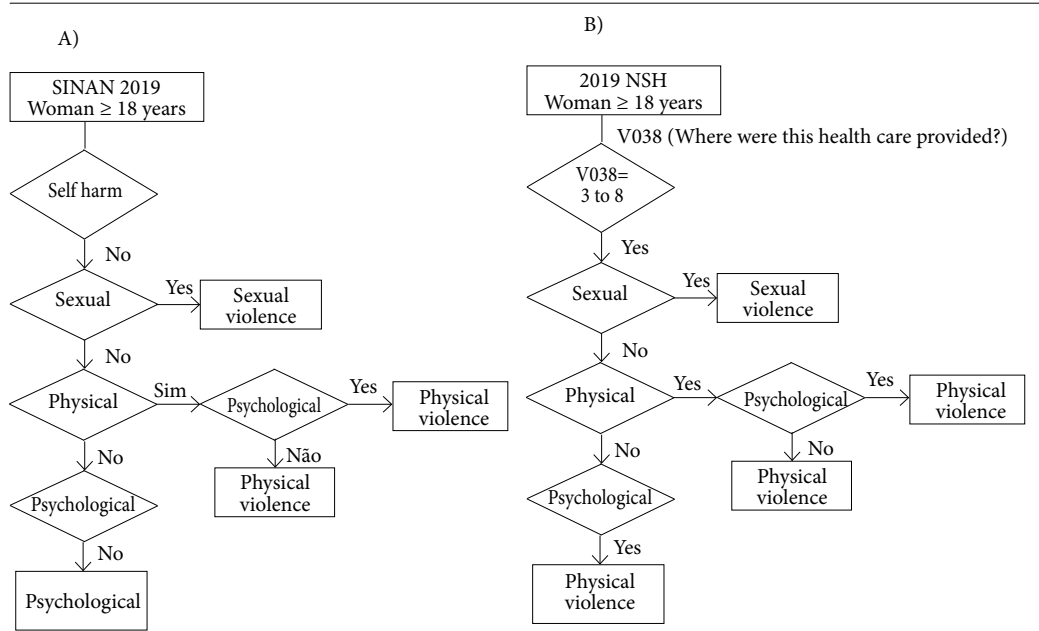 A)
SINAN 2019
Woman ≥ 18 years
Self harm
No
Sexual
Yes
Sexual
violence
No
Physical
Sim
Psychological
Yes
Physical
violence
Não
Physical
violence
No
Psychological
No
Psychological
B)
2019 NSH
Woman ≥ 18 years
V038 (Where were this health care provided?)
V038=
3 to 8
Yes
Sexual
Yes
Sexual
violence
No
Physical
Yes
Psychological
Yes
Physical
violence
No
Physical
violence
No
Psychological
Yes
Physical
violence